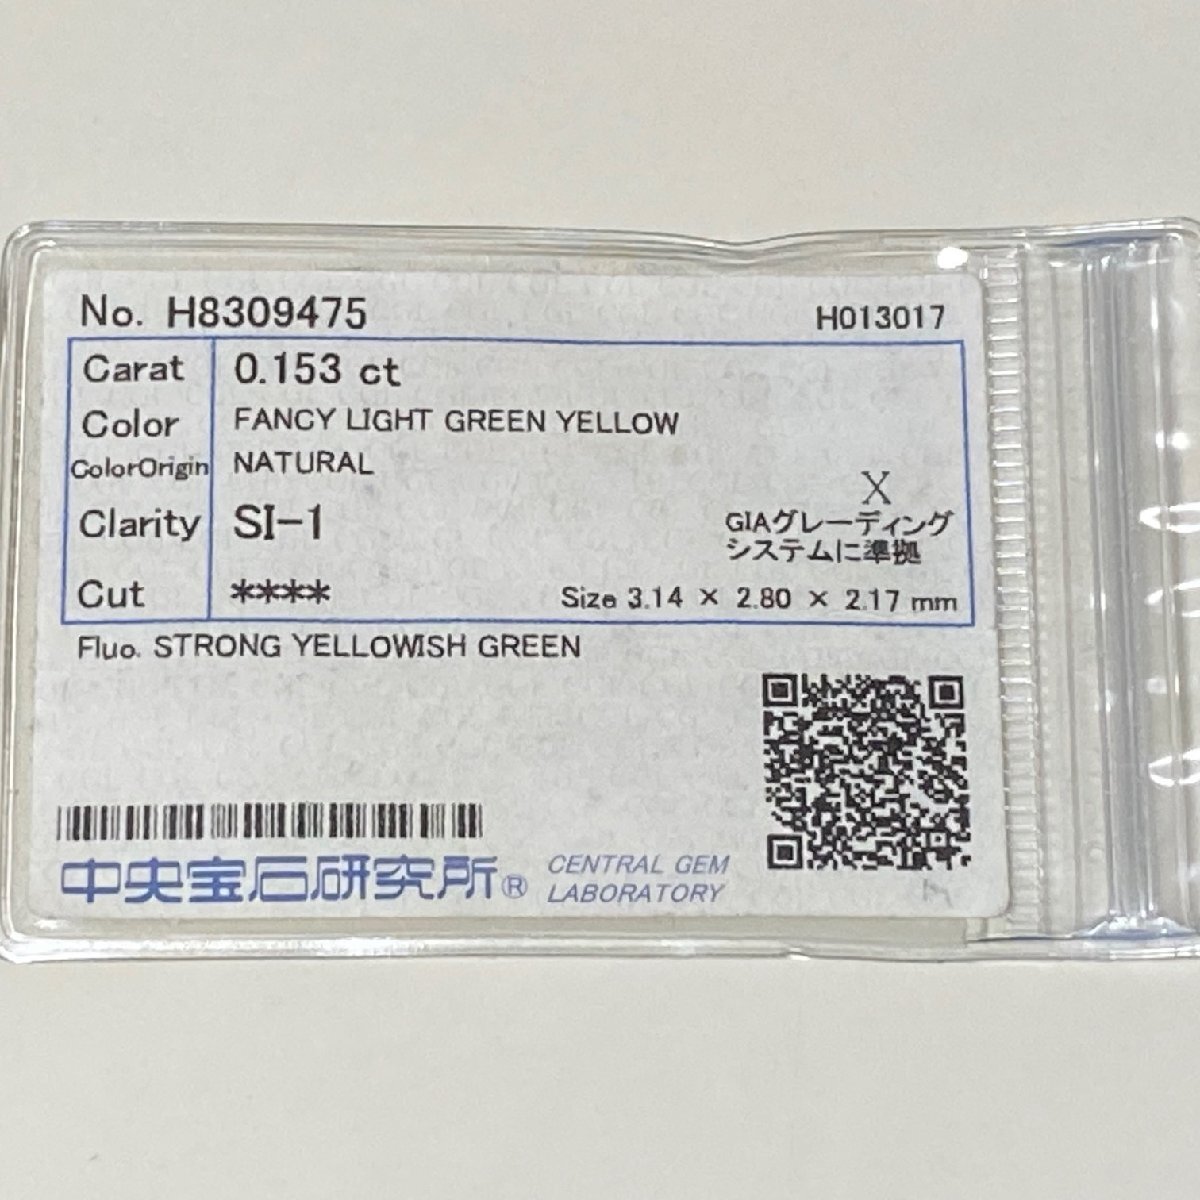 No. H8309475 H013017
Carat 0.153 ct
Color FANCY LIGHT GREEN YELLOW
ColorOrigin NATURAL
X
Clarity SI-1 GIAグレーディング
システムに準拠
Cut **** Size 3.14 × 2.80 × 2.17 mm
Fluo. STRONG YELLOWISH GREEN
中央宝石研究所® CENTRAL GEM
LABORATORY